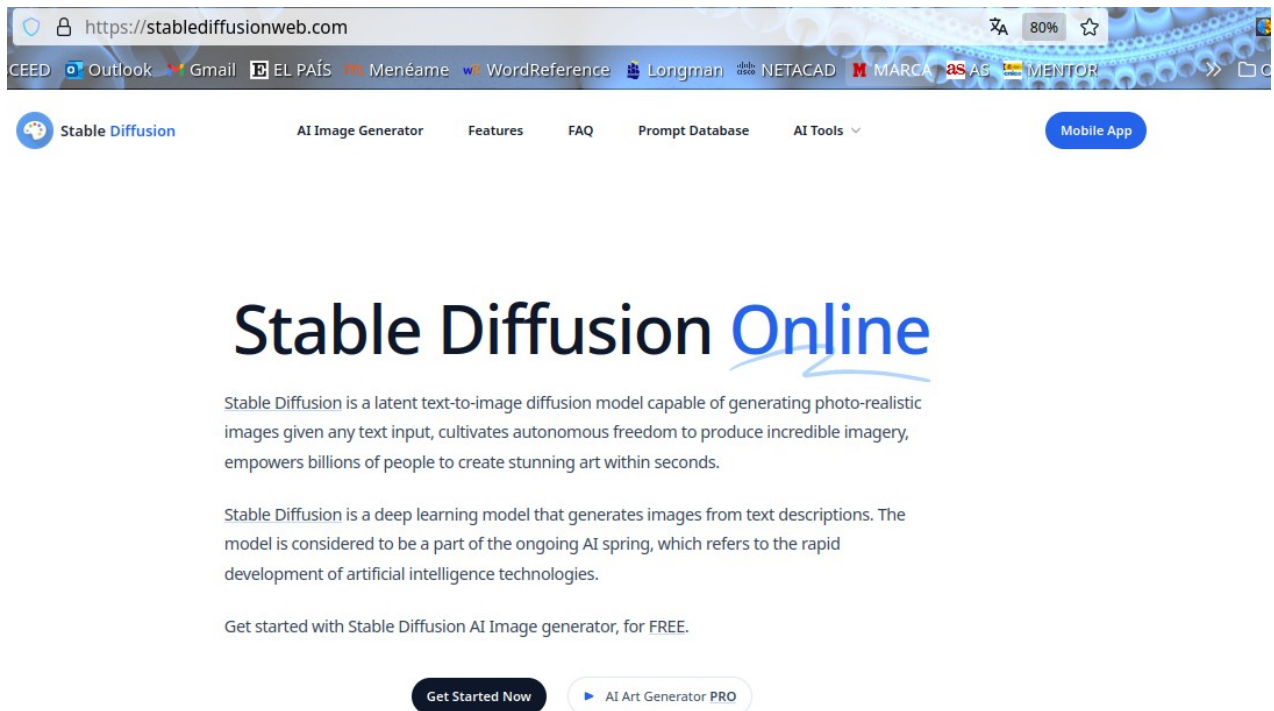 https://stablediffusionweb.com 80%
CEED Outlook Gmail EL PAÍS Menéame WordReference Longman NETACAD MARCA AS MENTOR
Stable Diffusion AI Image Generator Features FAQ Prompt Database AI Tools Mobile App
Stable Diffusion Online
Stable Diffusion is a latent text-to-image diffusion model capable of generating photo-realistic
images given any text input, cultivates autonomous freedom to produce incredible imagery,
empowers billions of people to create stunning art within seconds.
Stable Diffusion is a deep learning model that generates images from text descriptions. The
model is considered to be a part of the ongoing AI spring, which refers to the rapid
development of artificial intelligence technologies.
Get started with Stable Diffusion AI Image generator, for FREE.
Get Started Now AI Art Generator PRO